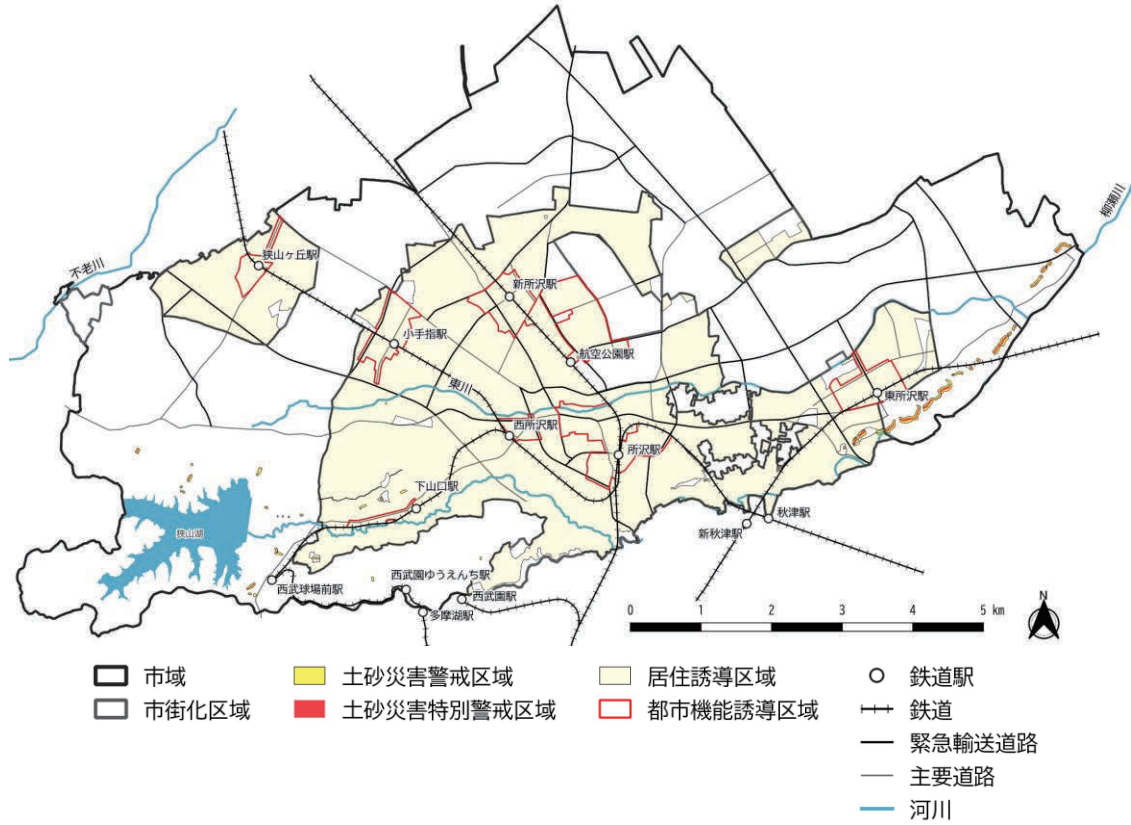 柳瀬川
不老川
狭山ヶ丘駅
新所沢駅
小手指駅
航空公園駅
東川
東所沢駅
西所沢駅
所沢駅
下山口駅
秋津駅
新秋津駅
狭山湖
西武球場前駅
西武園ゆうえんち駅
西武園駅
多摩湖駅
0 1 2 3 4 5 km
N
市域
土砂災害警戒区域
居住誘導区域
鉄道駅
市街化区域
土砂災害特別警戒区域
都市機能誘導区域
鉄道
緊急輸送道路
主要道路
河川